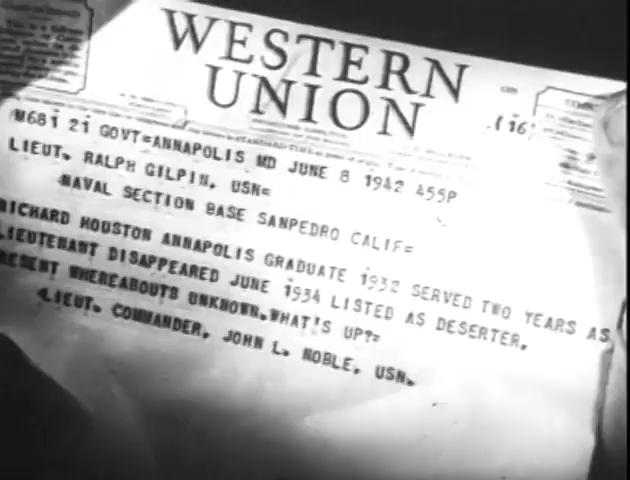 WESTERN
UNION
(16)
M681 21 GOVT=ANNAPOLIS MD JUNE 8 1942 455P
LIEUT. RALPH GILPIN, USN=
NAVAL SECTION BASE SANPEDRO CALIF=
RICHARD HOUSTON ANNAPOLIS GRADUATE 1932 SERVED TWO YEARS AS
LIEUTENANT DISAPPEARED JUNE 1934 LISTED AS DESERTER.
RESENT WHEREABOUTS UNKNOWN.WHAT'S UP?=
LIEUT. COMMANDER, JOHN L. NOBLE, USN.